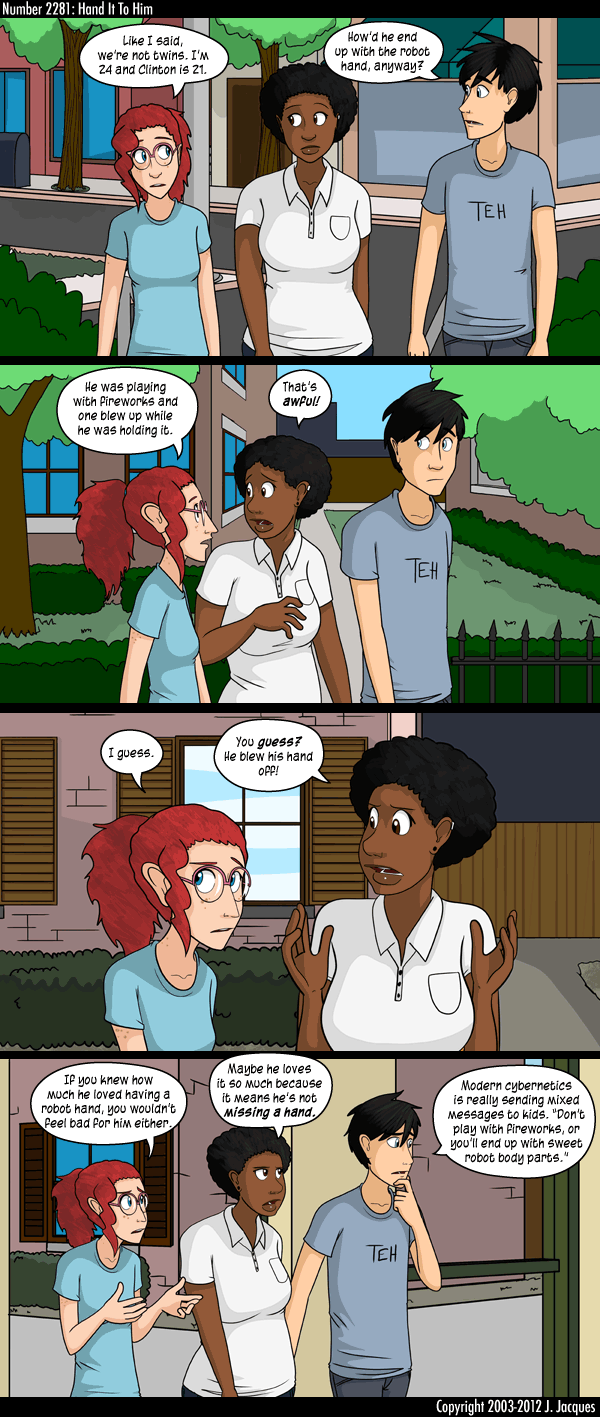 Number 2281: Hand It To Him
Like I said,
we're not twins. I'm
24 and Clinton is 21.
How'd he end
up with the robot
hand, anyway?
TEH
He was playing
with fireworks and
one blew up while
he was holding it.
That's
awful!
TEH
I guess.
You guess?
He blew his hand
off!
If you knew how
much he loved having a
robot hand, you wouldn't
feel bad for him either.
Maybe he loves
it so much because
it means he's not
missing a hand.
Modern cybernetics
is really sending mixed
messages to kids. "Don't
play with fireworks, or
you'll end up with sweet
robot body parts."
TEH
Copyright 2003-2012 J. Jacques